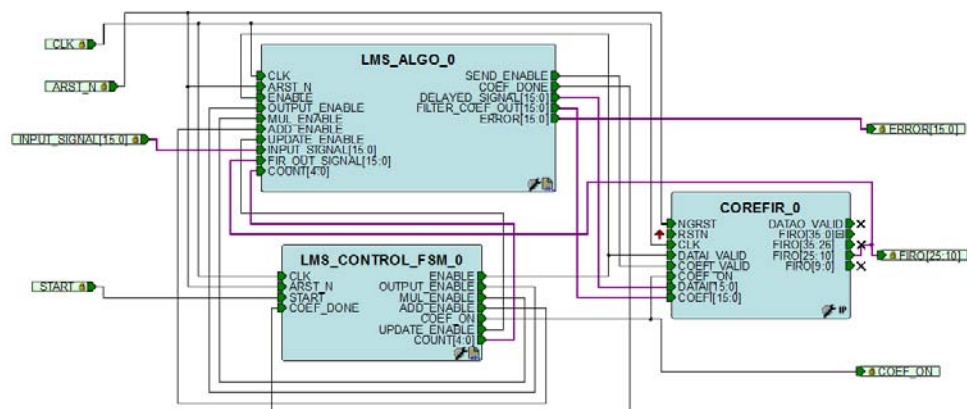 CLK
ARST_N
INPUT_SIGNAL[15:0]
START
LMS_ALGO_0
CLK
ARST_N
ENABLE
OUTPUT_ENABLE
MUL_ENABLE
ADD_ENABLE
UPDATE_ENABLE
INPUT_SIGNAL[15:0]
FIR_OUT_SIGNAL[15:0]
COUNT[4:0]
SEND_ENABLE
COEF_DONE
DELAYED_SIGNAL[15:0]
FILTER_COEF_OUT[15:0]
ERROR[15:0]
LMS_CONTROL_FSM_0
CLK
ARST_N
START
COEF_DONE
ENABLE
OUTPUT_ENABLE
MUL_ENABLE
ADD_ENABLE
COEF_ON
UPDATE_ENABLE
COUNT[4:0]
COREFIR_0
NGRST
RSTN
CLK
DATAI_VALID
COEFT_VALID
COEF_ON
DATAI[15:0]
COEFI[15:0]
DATAO_VALID
FIRO[35:0]
FIRO[35:26]
FIRO[25:10]
FIRO[9:0]
IP
ERROR[15:0]
FIRO[25:10]
COEF_ON